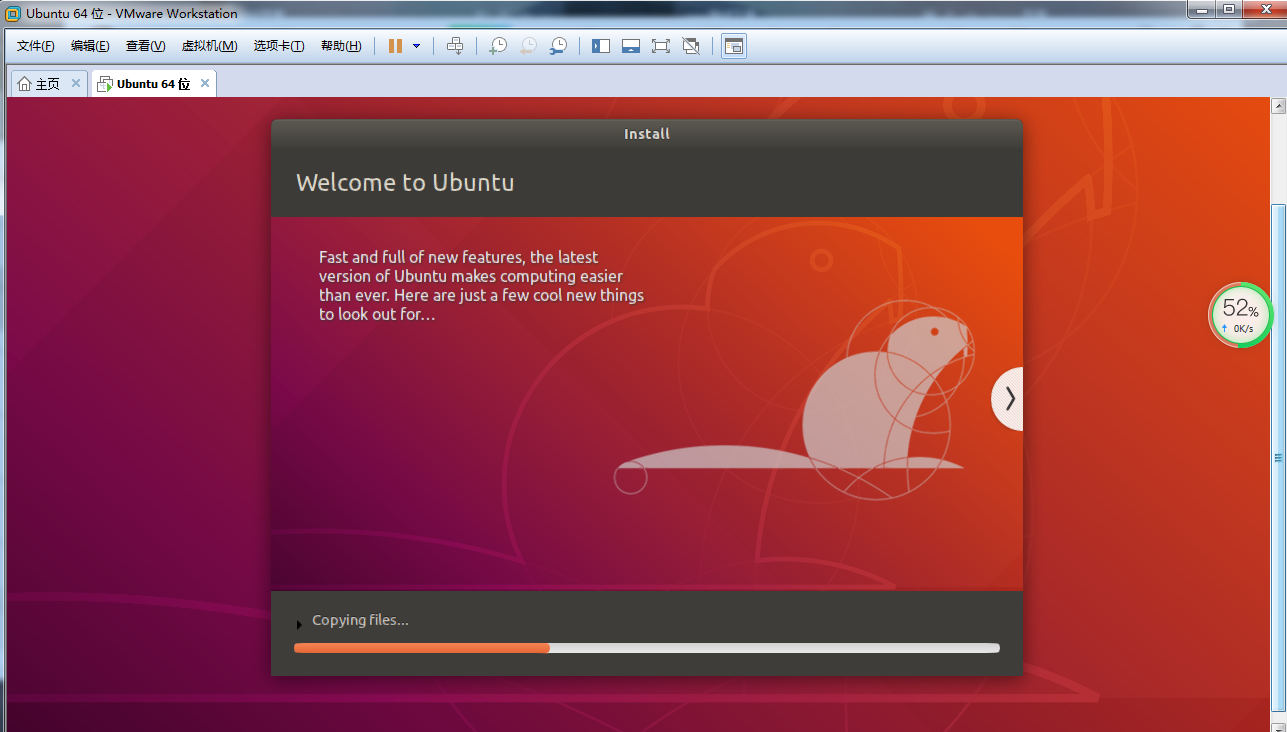 Ubuntu 64 位 - VMware Workstation
文件(F) 编辑(E) 查看(V) 虚拟机(M) 选项卡(T) 帮助(H)
主页 Ubuntu 64 位
Install
Welcome to Ubuntu
Fast and full of new features, the latest
version of Ubuntu makes computing easier
than ever. Here are just a few cool new things
to look out for…
52%
0K/s
Copying files...